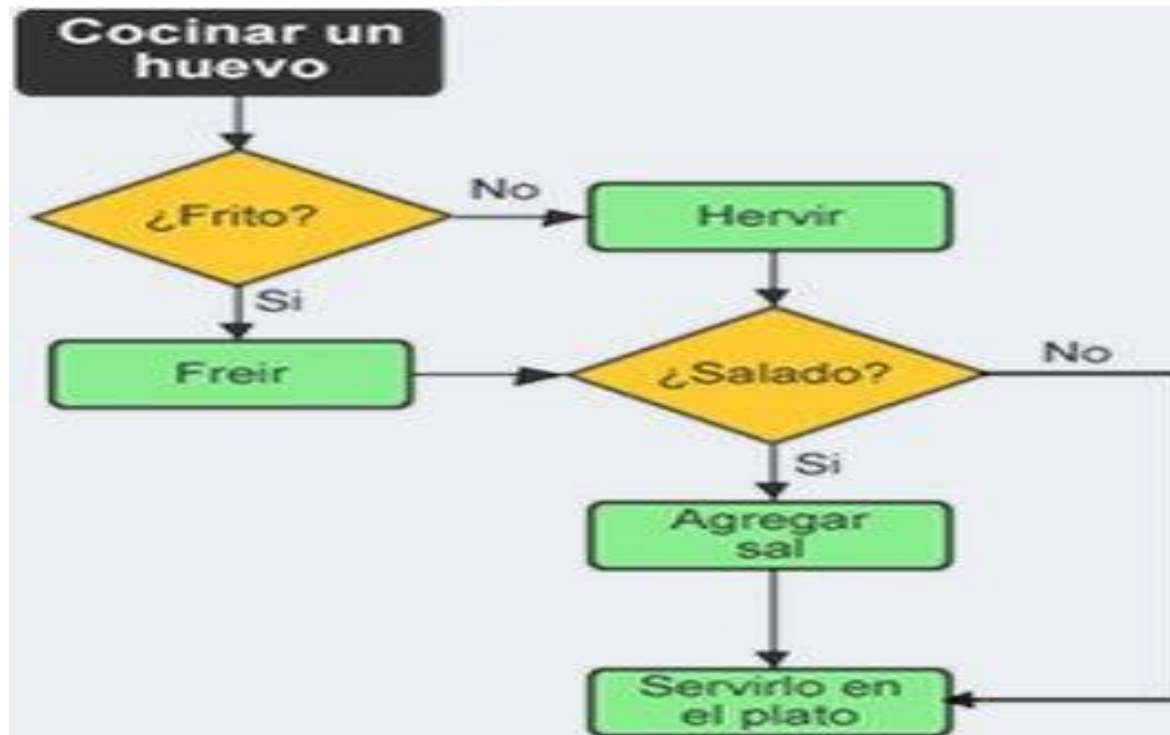 Cocinar un
huevo
¿Frito?
No
Hervir
Si
Freir
¿Salado?
No
Si
Agregar
sal
Servirlo en
el plato